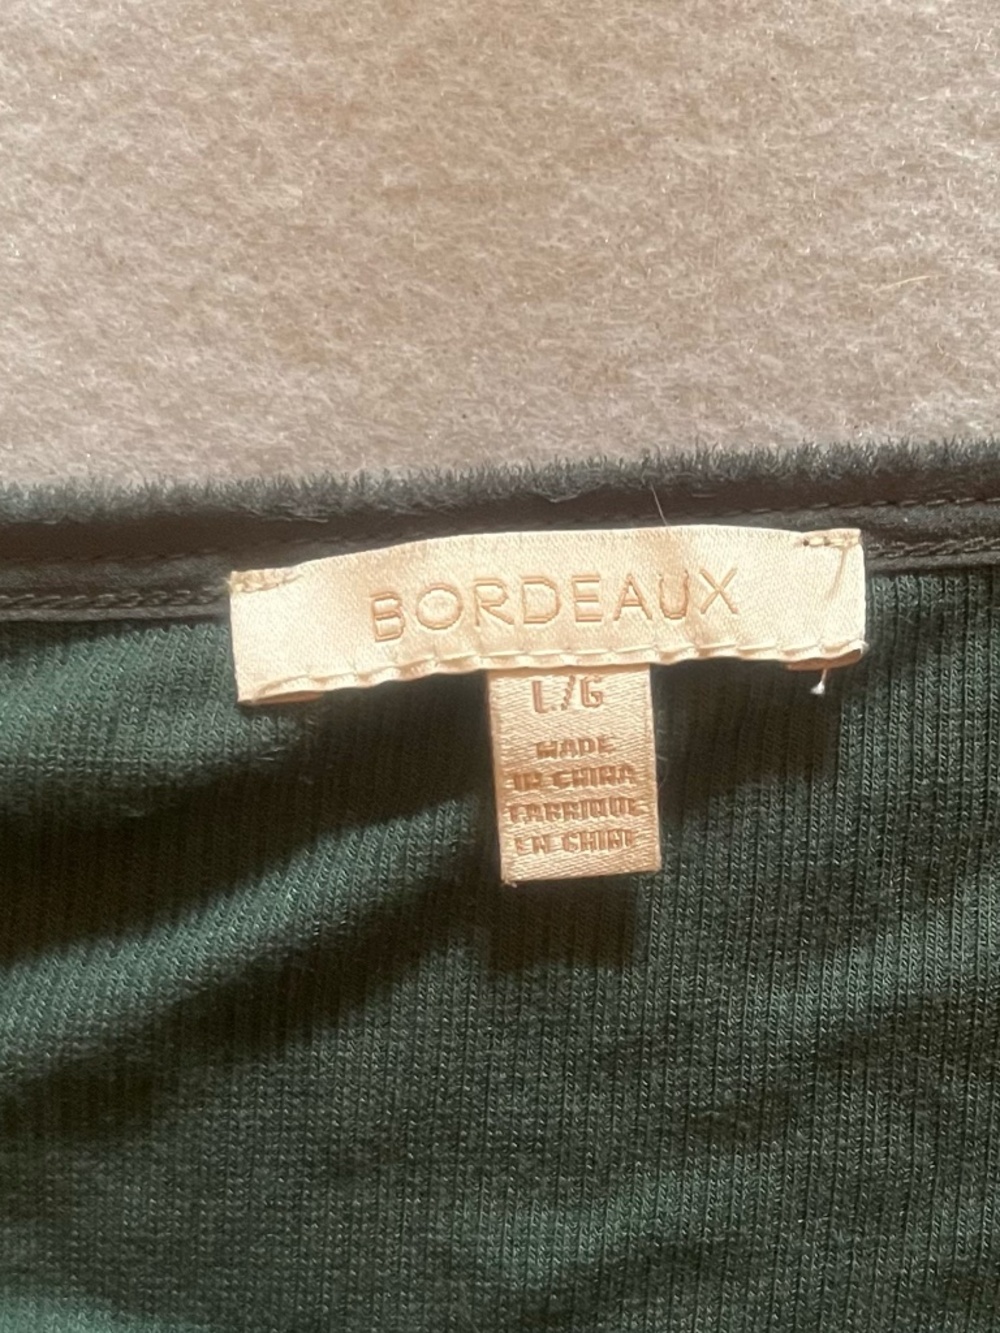 BORDEAUX
L/G
MADE
IN CHINA
FABRIQUE
EN CHINE